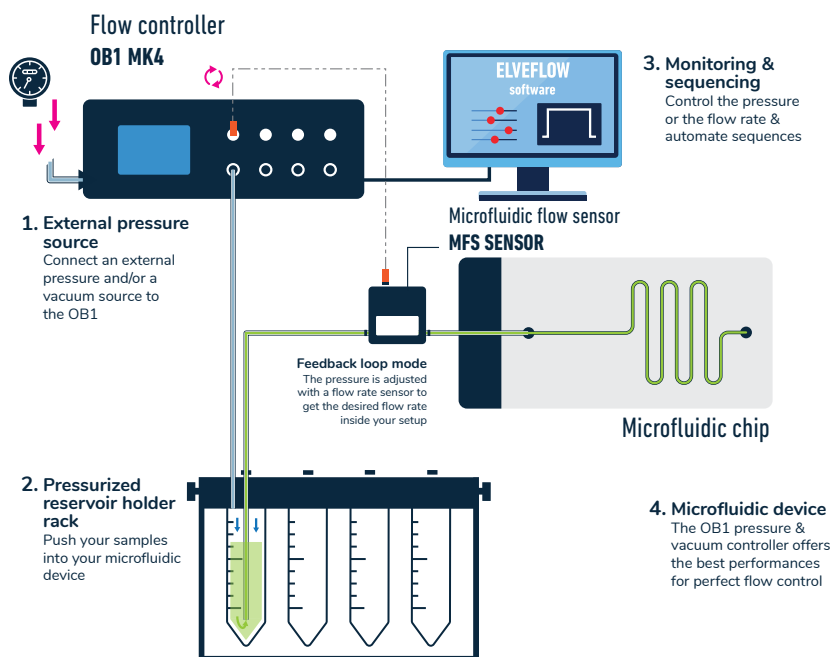 Flow controller
OB1 MK4
ELVEFLOW
software
3. Monitoring &
sequencing
Control the pressure
or the flow rate &
automate sequences
1. External pressure
source
Connect an external
pressure and/or a
vacuum source to
the OB1
Microfluidic flow sensor
MFS SENSOR
Feedback loop mode
The pressure is adjusted
with a flow rate sensor to
get the desired flow rate
inside your setup
Microfluidic chip
2. Pressurized
reservoir holder
rack
Push your samples
into your microfluidic
device
4. Microfluidic device
The OB1 pressure &
vacuum controller offers
the best performances
for perfect flow control